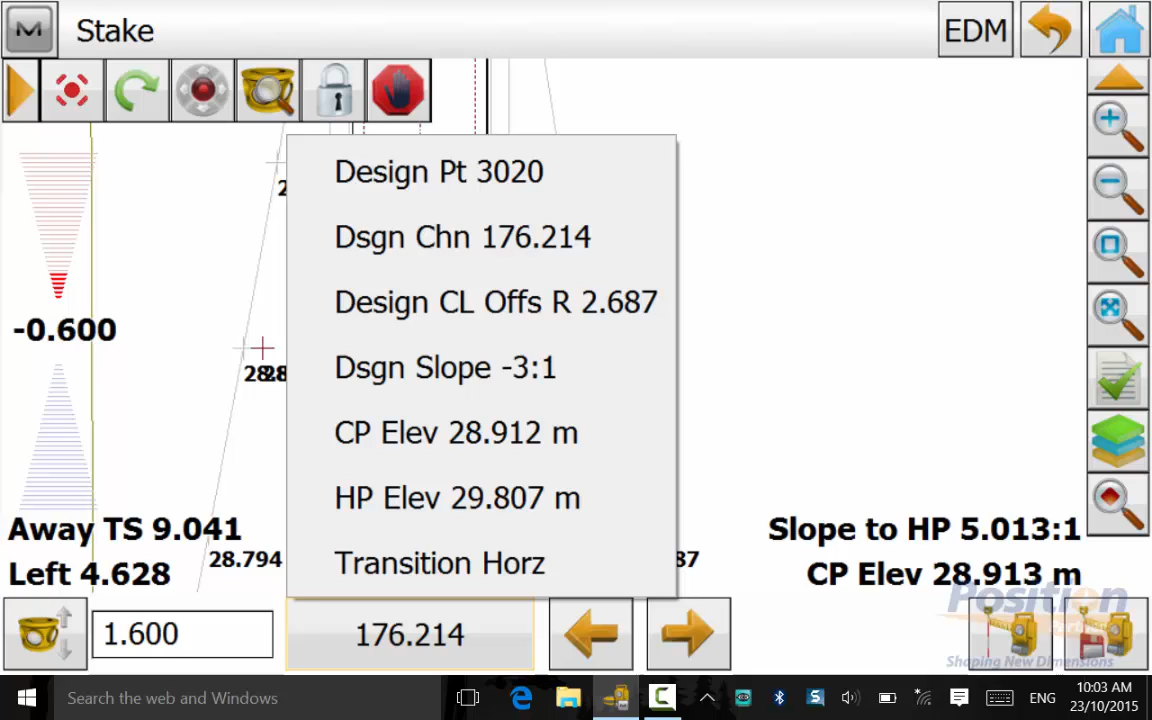 Stake
EDM
Design Pt 3020
Dsgn Chn 176.214
Design CL Offs R 2.687
-0.600
Dsgn Slope -3:1
CP Elev 28.912 m
HP Elev 29.807 m
Away TS 9.041
Slope to HP 5.013:1
28.794
Transition Horz
87
Left 4.628
CP Elev 28.913 m
1.600
176.214
Position
Shaping New Dimensions
Search the web and Windows
ENG
10:03 AM
23/10/2015